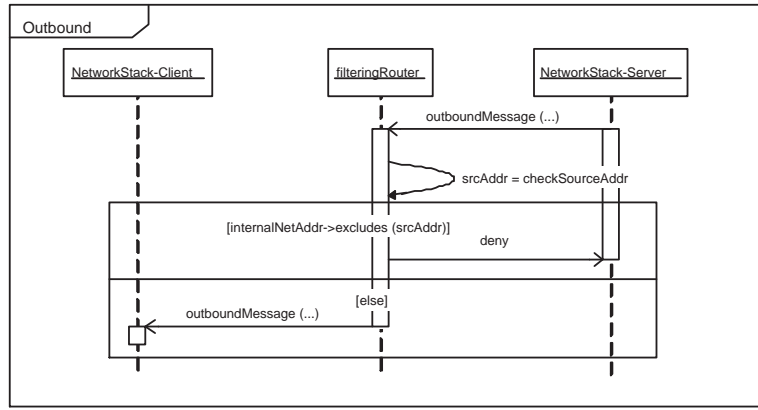 Outbound
NetworkStack-Client
filteringRouter
NetworkStack-Server
outboundMessage (...)
srcAddr = checkSourceAddr
[internalNetAddr->excludes (srcAddr)]
deny
[else]
outboundMessage (...)